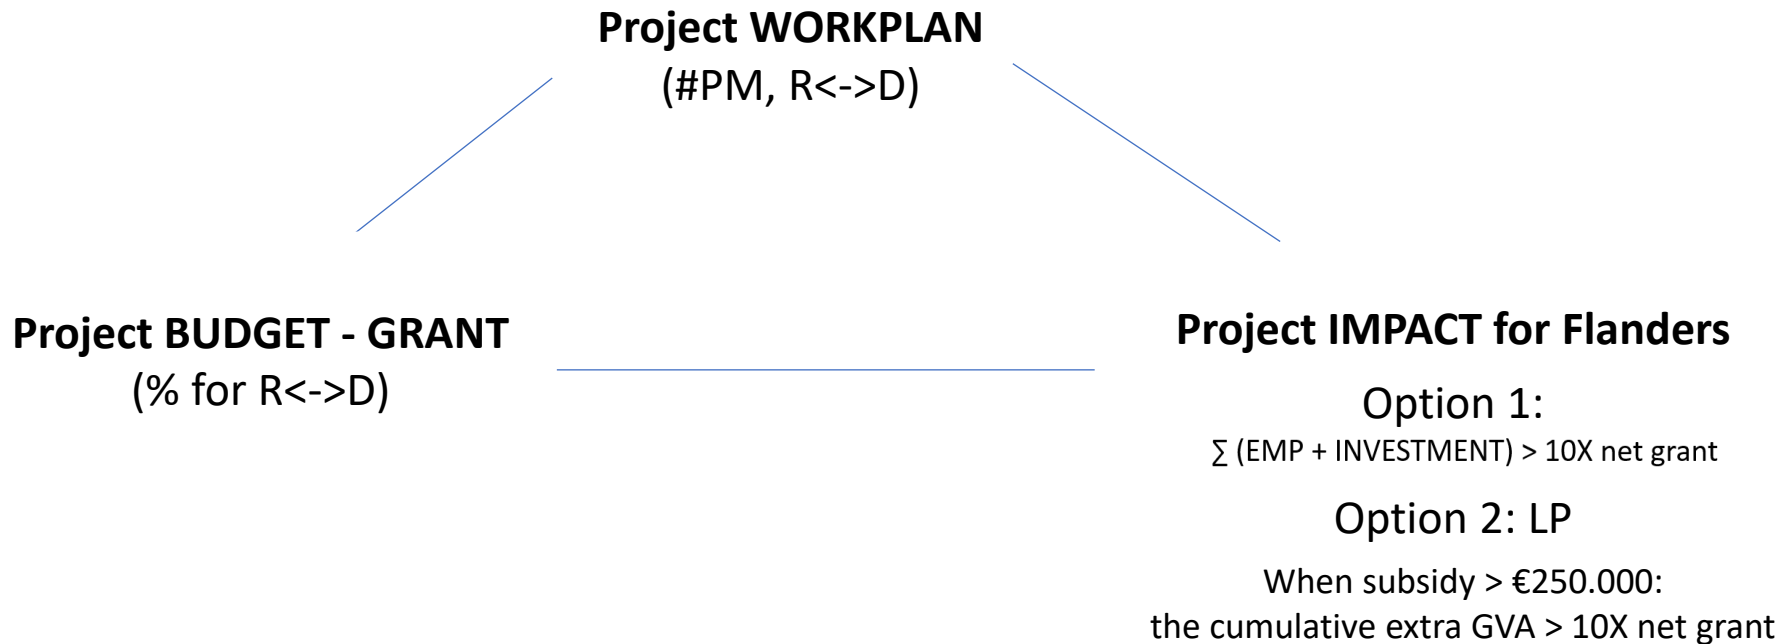 Project WORKPLAN
(#PM, R<->D)
Project BUDGET - GRANT
(% for R<->D)
Project IMPACT for Flanders
Option 1:
∑ (EMP + INVESTMENT) > 10X net grant
Option 2: LP
When subsidy > €250.000:
the cumulative extra GVA > 10X net grant